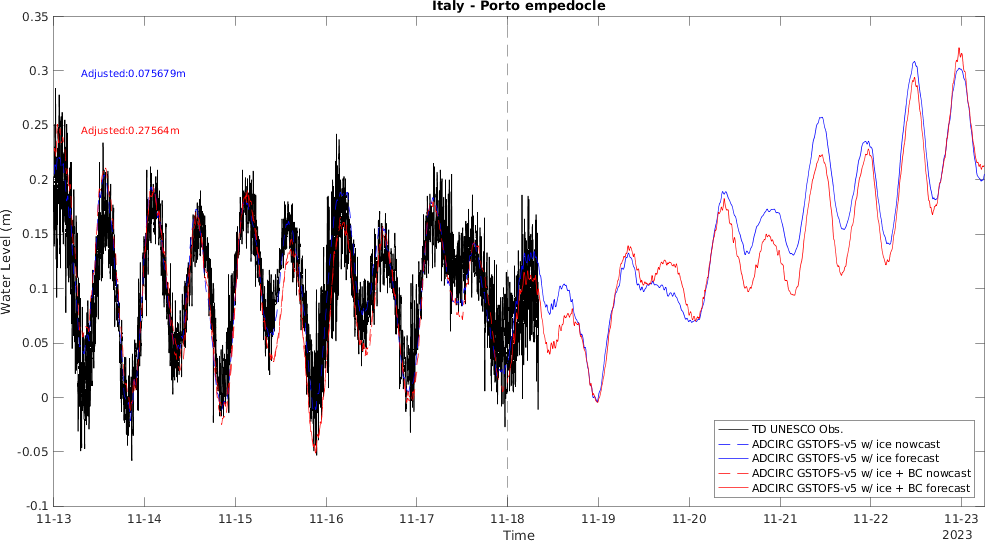 Italy - Porto empedocle
0.35
0.3
0.25
0.2
0.15
0.1
0.05
0
-0.05
-0.1
Water Level (m)
Adjusted:0.075679m
Adjusted:0.27564m
TD UNESCO Obs.
ADCIRC GSTOFS-v5 w/ ice nowcast
ADCIRC GSTOFS-v5 w/ ice forecast
ADCIRC GSTOFS-v5 w/ ice + BC nowcast
ADCIRC GSTOFS-v5 w/ ice + BC forecast
11-13 11-14 11-15 11-16 11-17 11-18 11-19 11-20 11-21 11-22 11-23
Time
2023